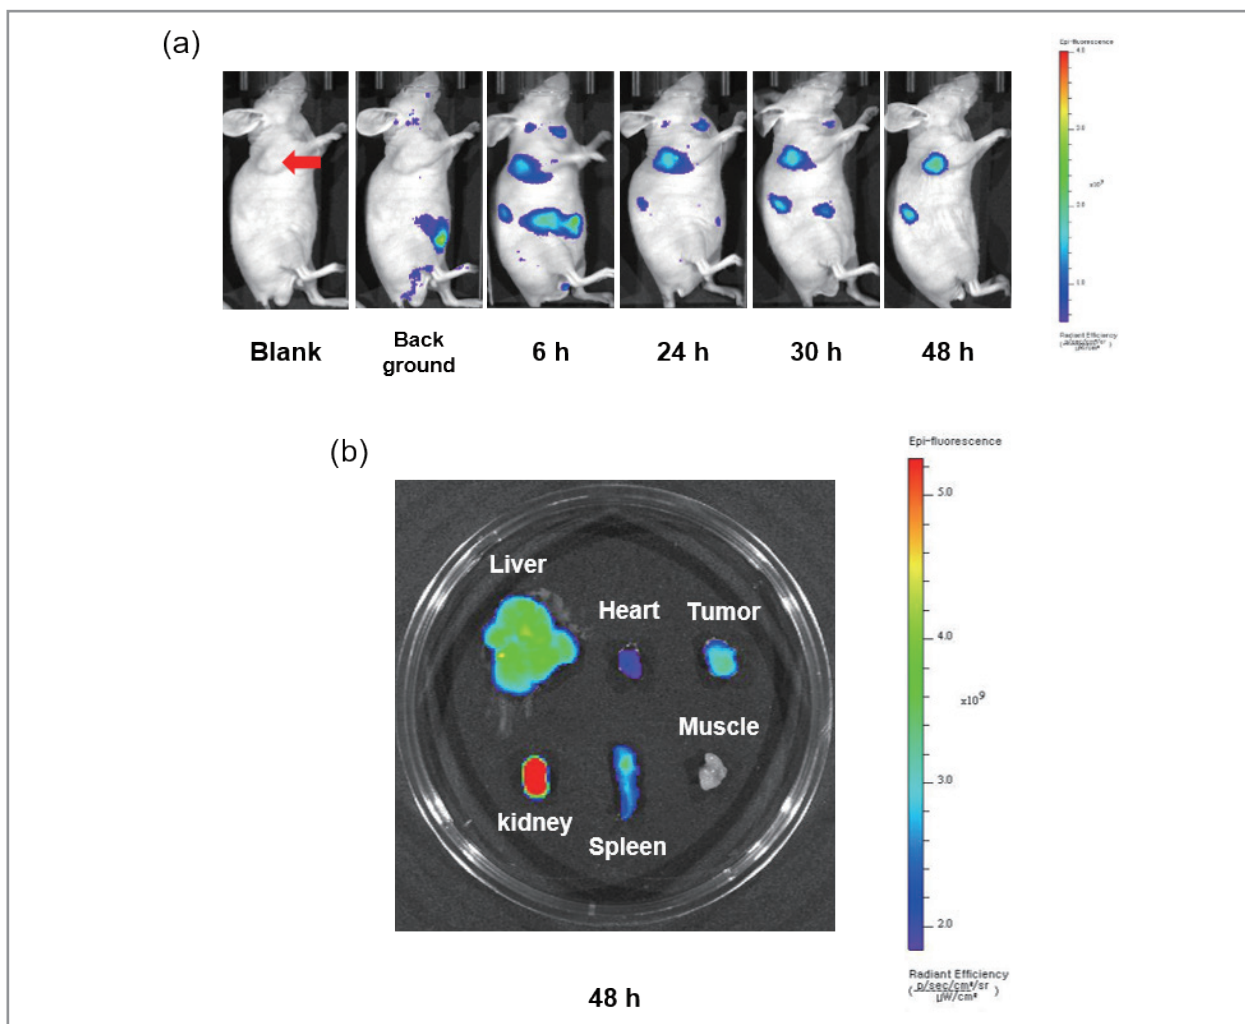 (a)
Epi-fluorescence
Blank
Back
ground
6 h
24 h
30 h
48 h
Radiant Efficiency
(b)
Epi-fluorescence
5.0
Liver
Heart
Tumor
4.0
x10⁹
Muscle
3.0
kidney
Spleen
2.0
Radiant Efficiency
(p/sec/cm²/sr
µW/cm²)
48 h